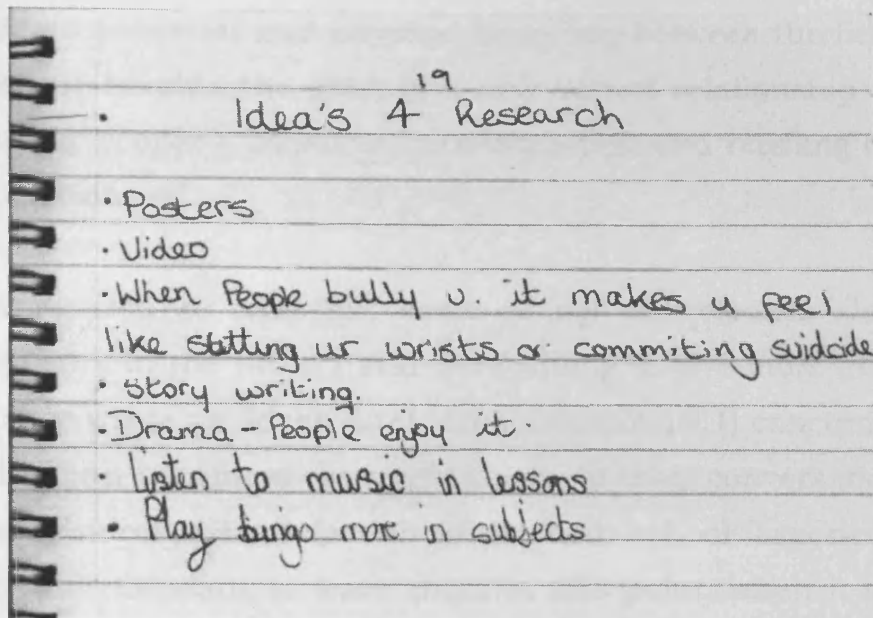 19
Idea's 4 Research
• Posters
• Video
• When People bully u. it makes u feel
like slitting ur wrists or commiting suidcide
• Story writing.
• Drama - People enjoy it.
• Listen to music in lessons
• Play bingo more in subjects